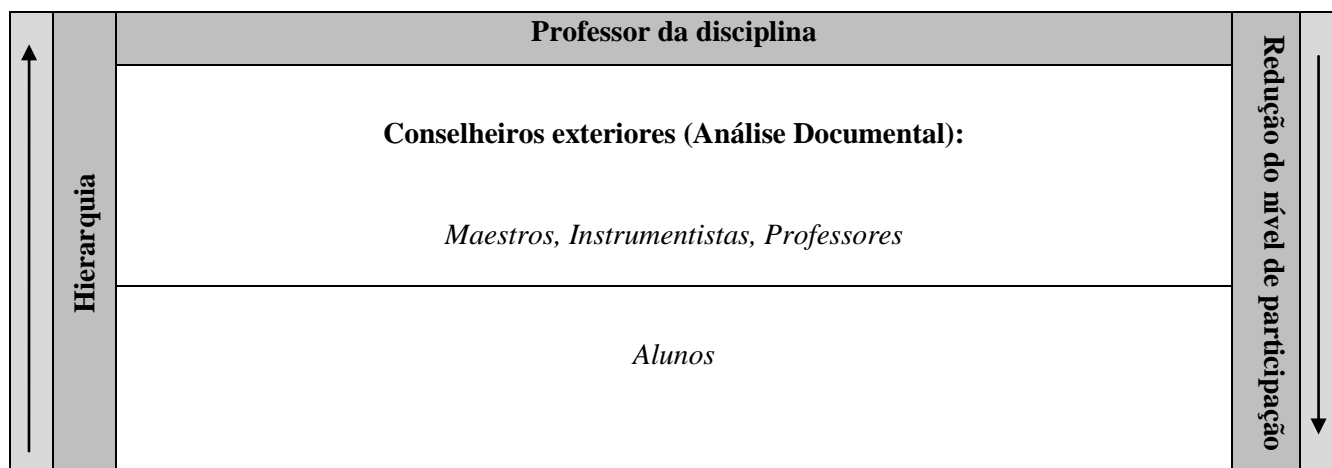 Professor da disciplina
Hierarquia
Conselheiros exteriores (Análise Documental):
Maestros, Instrumentistas, Professores
Alunos
Redução do nível de participação